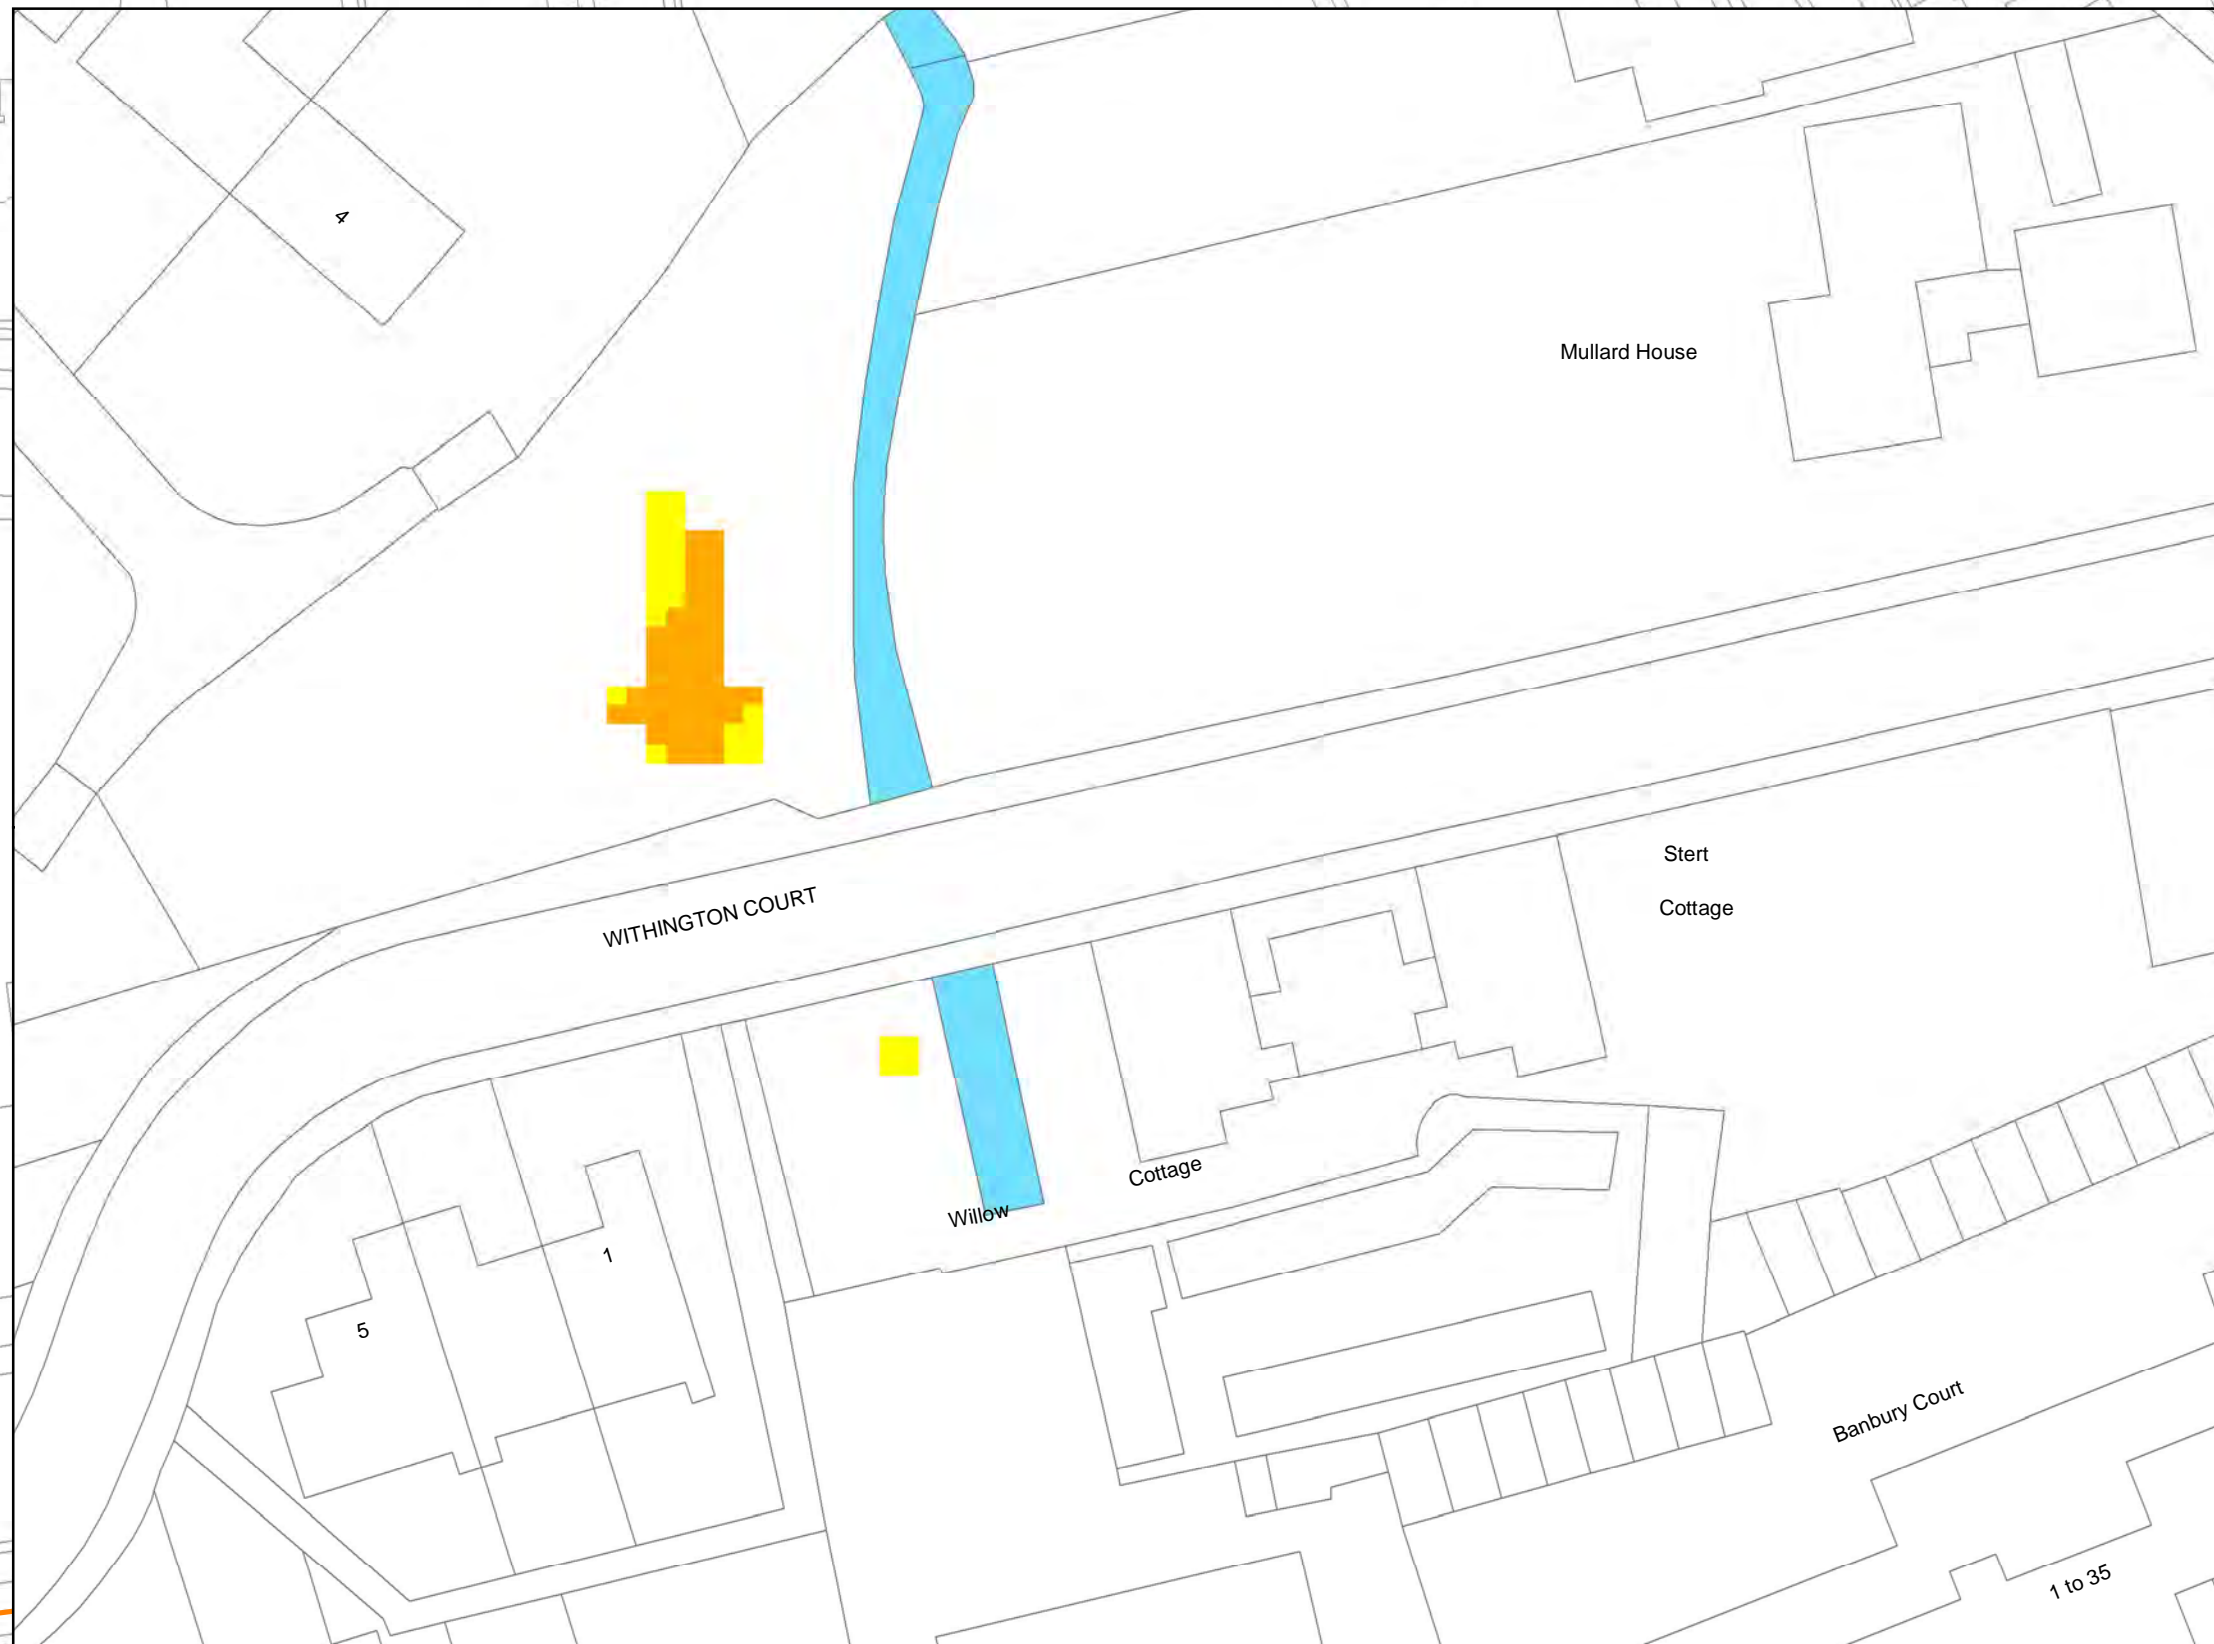 4
Mullard House
Stert
Cottage
WITHINGTON COURT
Cottage
Willow
1
5
Banbury Court
1 to 35